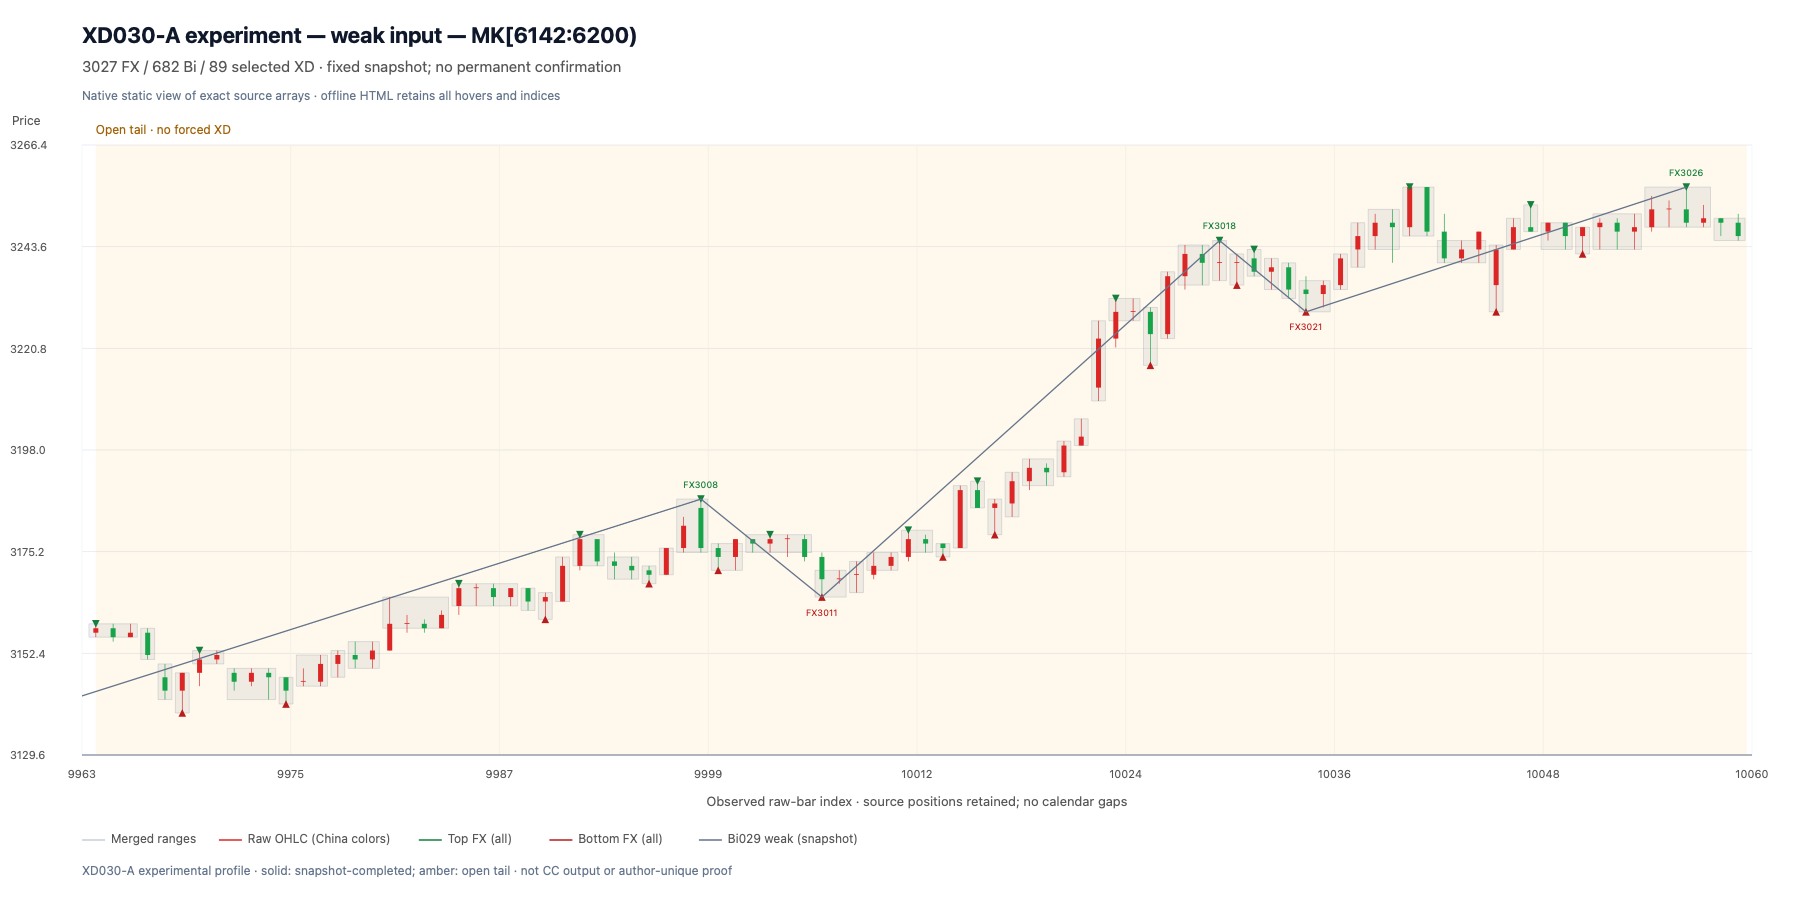 XD030-A experiment — weak input — MK[6142:6200)
3027 FX / 682 Bi / 89 selected XD · fixed snapshot; no permanent confirmation
Native static view of exact source arrays · offline HTML retains all hovers and indices
Price
Open tail · no forced XD
3266.4
FX3026
FX3018
3243.6
FX3021
3220.8
3198.0
FX3008
3175.2
FX3011
3152.4
3129.6
9963 9975 9987 9999 10012 10024 10036 10048 10060
Observed raw-bar index · source positions retained; no calendar gaps
Merged ranges Raw OHLC (China colors) Top FX (all) Bottom FX (all) Bi029 weak (snapshot)
XD030-A experimental profile · solid: snapshot-completed; amber: open tail · not CC output or author-unique proof